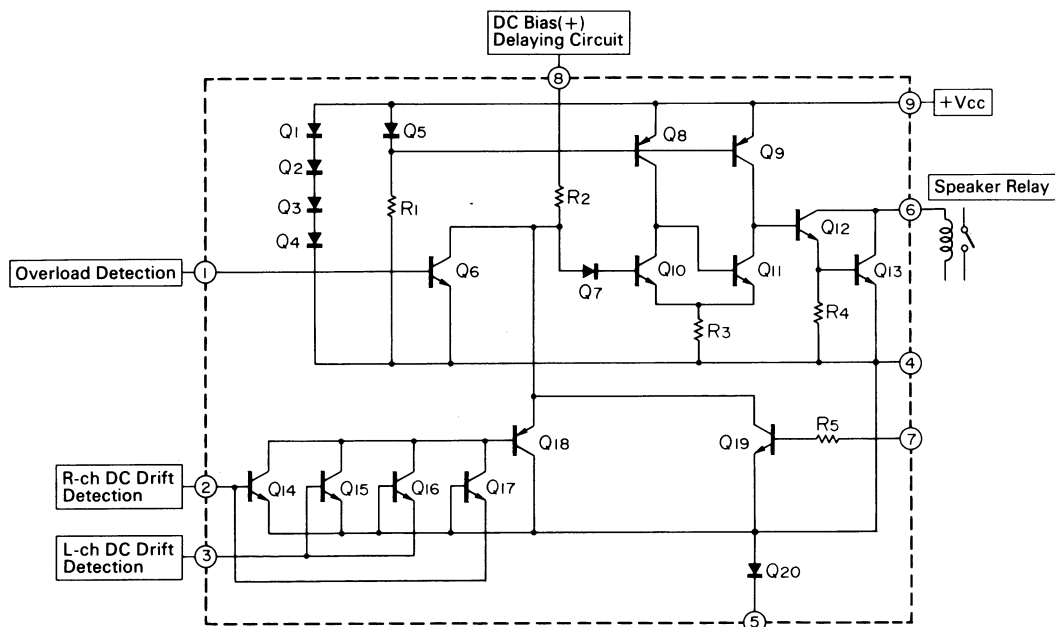 DC Bias(+)
Delaying Circuit
8
9
+Vcc
Q1
Q5
Q8
Q9
Q2
Speaker Relay
Q3
R1
R2
6
Q4
Q12
Overload Detection
1
Q6
Q7
Q10
Q11
Q13
R3
R4
4
Q18
Q19
R5
7
R-ch DC Drift
Detection
2
Q14
Q15
Q16
Q17
L-ch DC Drift
Detection
3
Q20
5